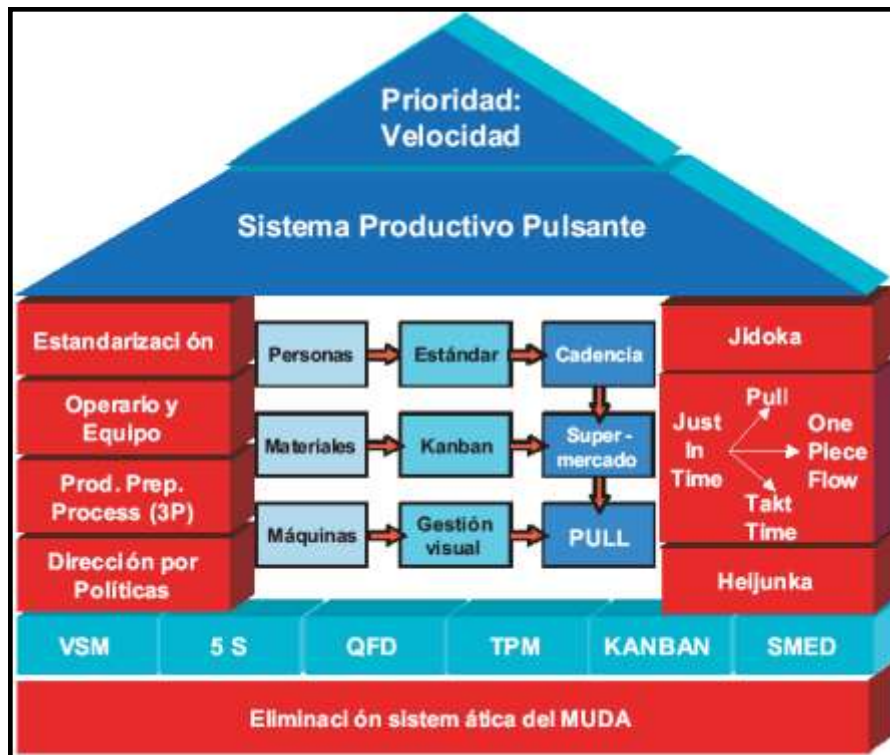 Prioridad:
Velocidad
Sistema Productivo Pulsante
Estandarizaci ón
Operario y
Equipo
Prod. Prep.
Process (3P)
Dirección por
Políticas
Personas
Estándar
Cadencia
Materiales
Kanban
Super -
mercado
Máquinas
Gestión
visual
PULL
Jidoka
Just
In
Time
Pull
One
Piece
Flow
Takt
Time
Heijunka
VSM
5 S
QFD
TPM
KANBAN
SMED
Eliminaci ón sistem ática del MUDA